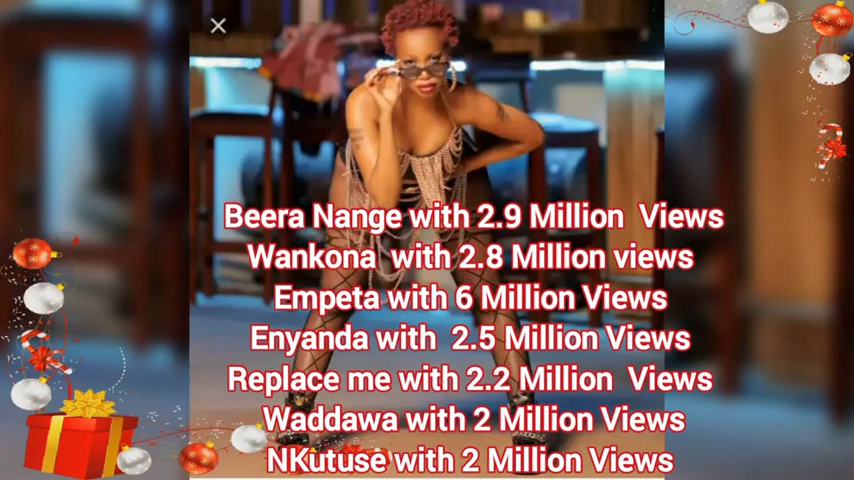 Beera Nange with 2.9 Million Views
Wankona with 2.8 Million views
Empeta with 6 Million Views
Enyanda with 2.5 Million Views
Replace me with 2.2 Million Views
Waddawa with 2 Million Views
NKutuse with 2 Million Views